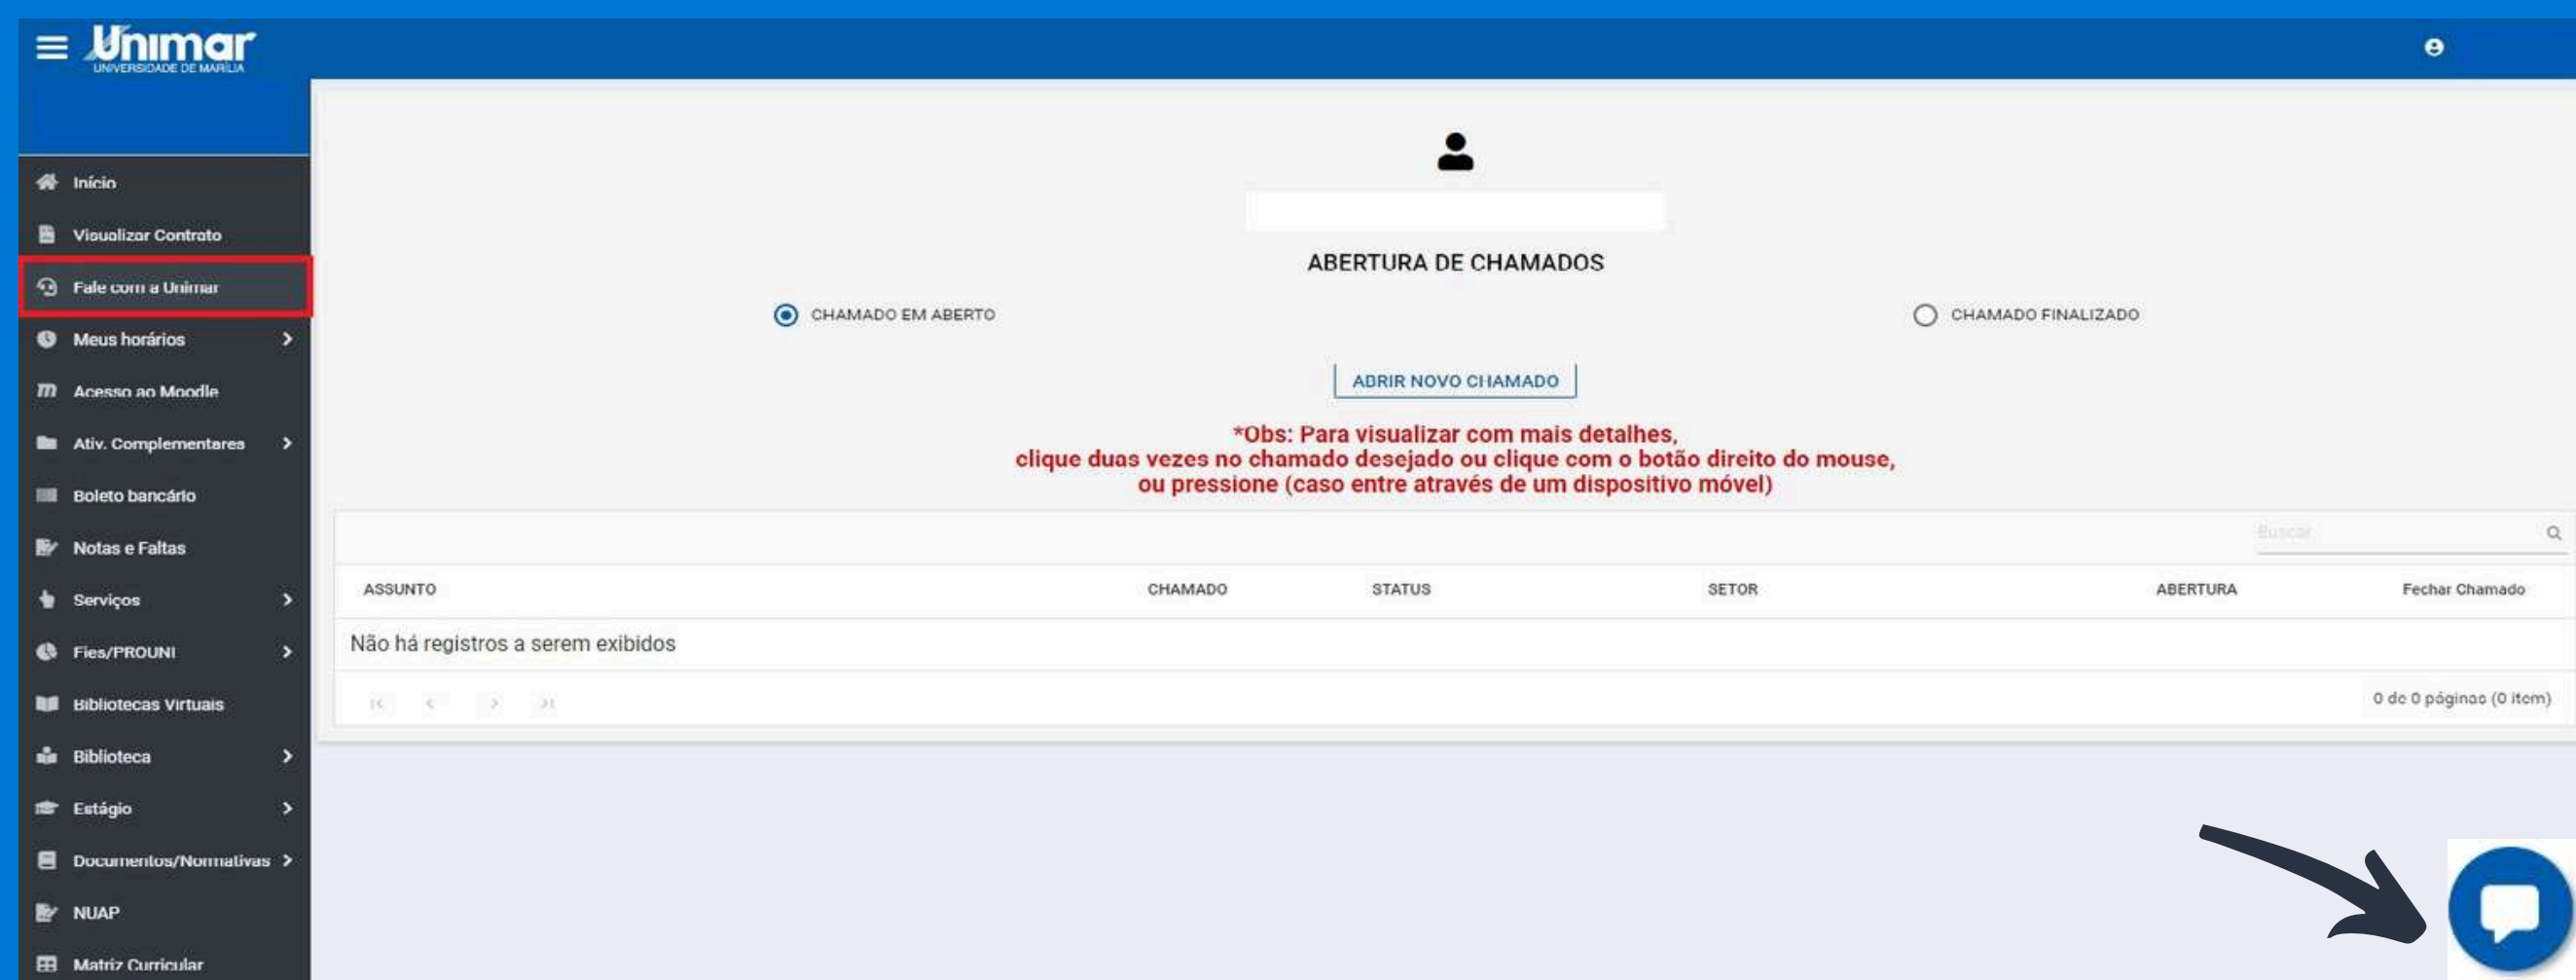 Unimar
UNIVERSIDADE DE MARÍLIA
Início
Visualizar Contrato
Fale com a Unimar
Meus horários
Acesso ao Moodle
Ativ. Complementares
Boleto bancário
Notas e Faltas
Serviços
Fies/PROUNI
Bibliotecas Virtuais
Biblioteca
Estágio
Documentos/Normativas
NUAP
Matriz Curricular
ABERTURA DE CHAMADOS
CHAMADO EM ABERTO CHAMADO FINALIZADO
ABRIR NOVO CHAMADO
*Obs: Para visualizar com mais detalhes,
clique duas vezes no chamado desejado ou clique com o botão direito do mouse,
ou pressione (caso entre através de um dispositivo móvel)
Buscar
ASSUNTO CHAMADO STATUS SETOR ABERTURA Fechar Chamado
Não há registros a serem exibidos
0 de 0 páginas (0 item)